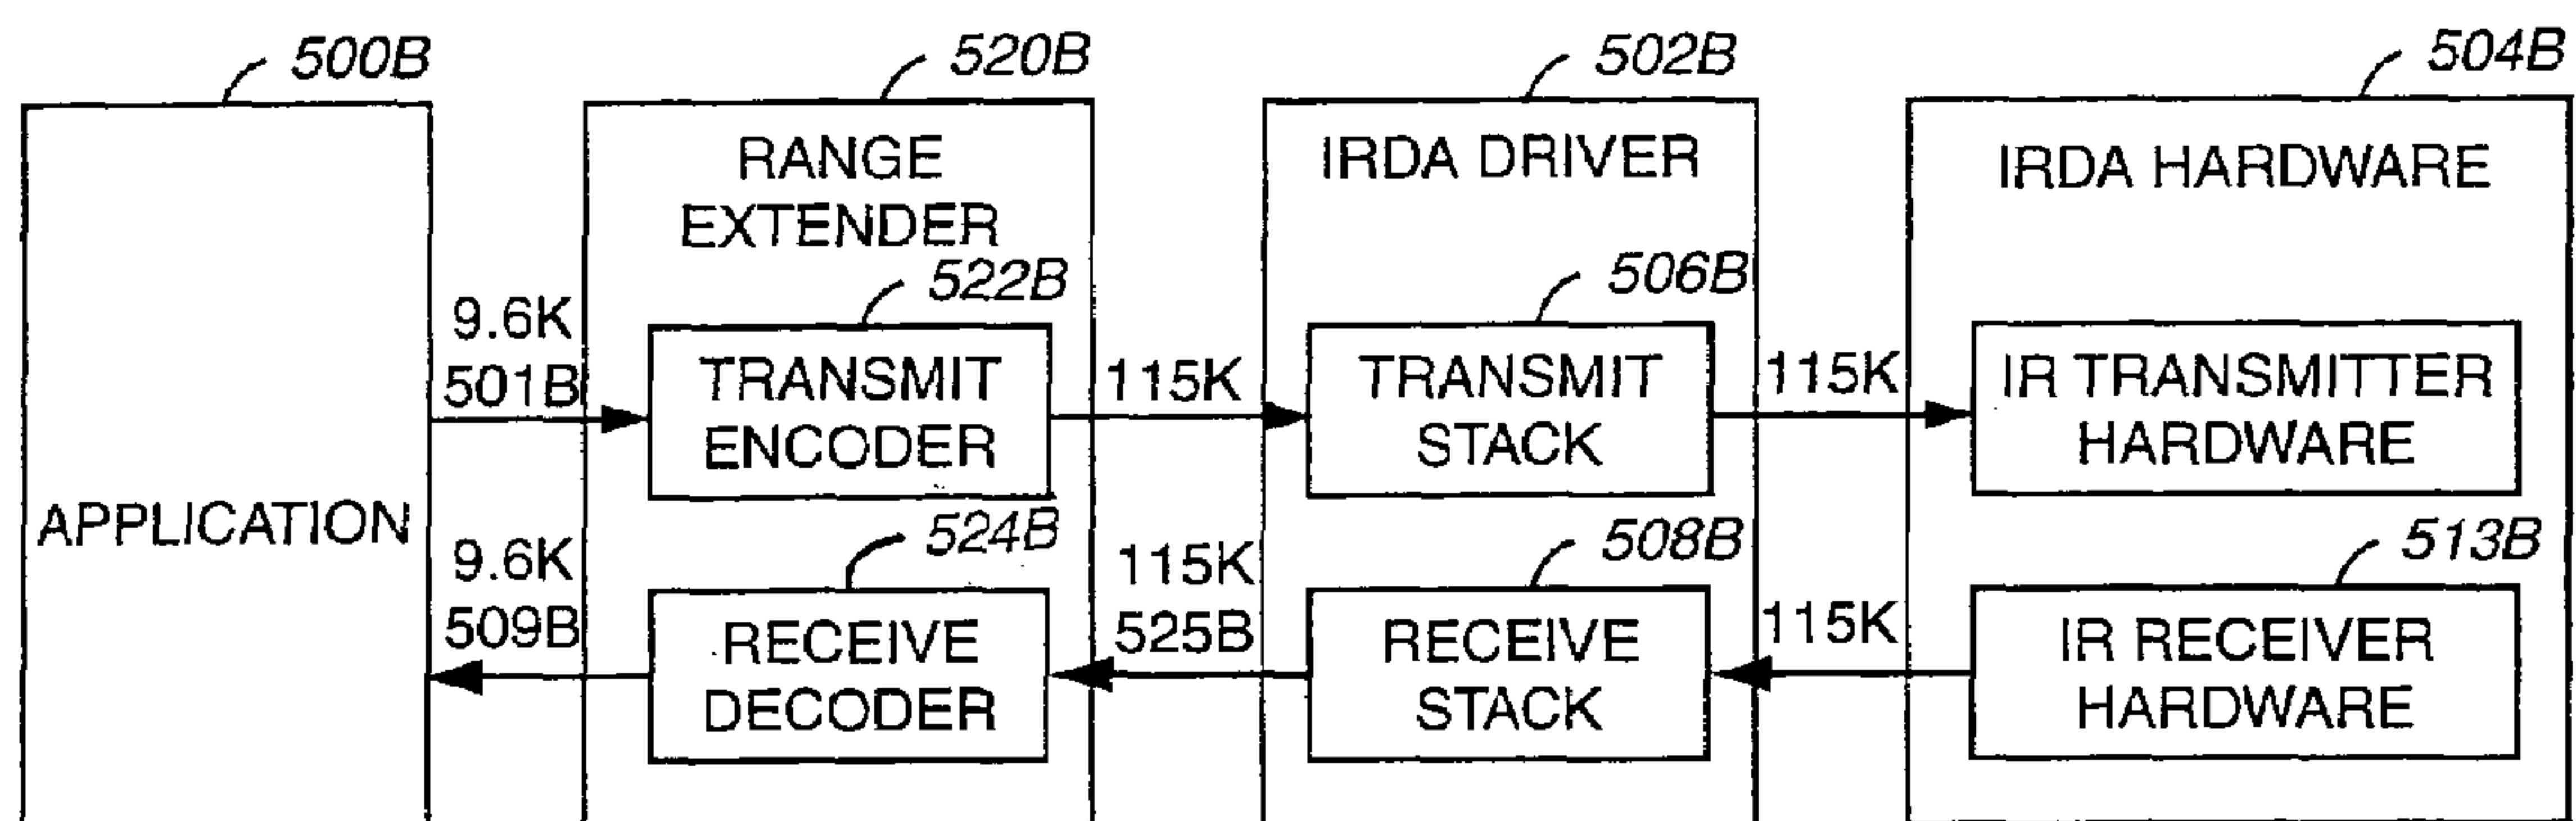 500B
520B
502B
504B
RANGE
EXTENDER
IRDA DRIVER
IRDA HARDWARE
522B
506B
9.6K
501B
TRANSMIT
ENCODER
115K
TRANSMIT
STACK
115K
IR TRANSMITTER
HARDWARE
APPLICATION
524B
508B
513B
9.6K
509B
RECEIVE
DECODER
115K
525B
RECEIVE
STACK
115K
IR RECEIVER
HARDWARE